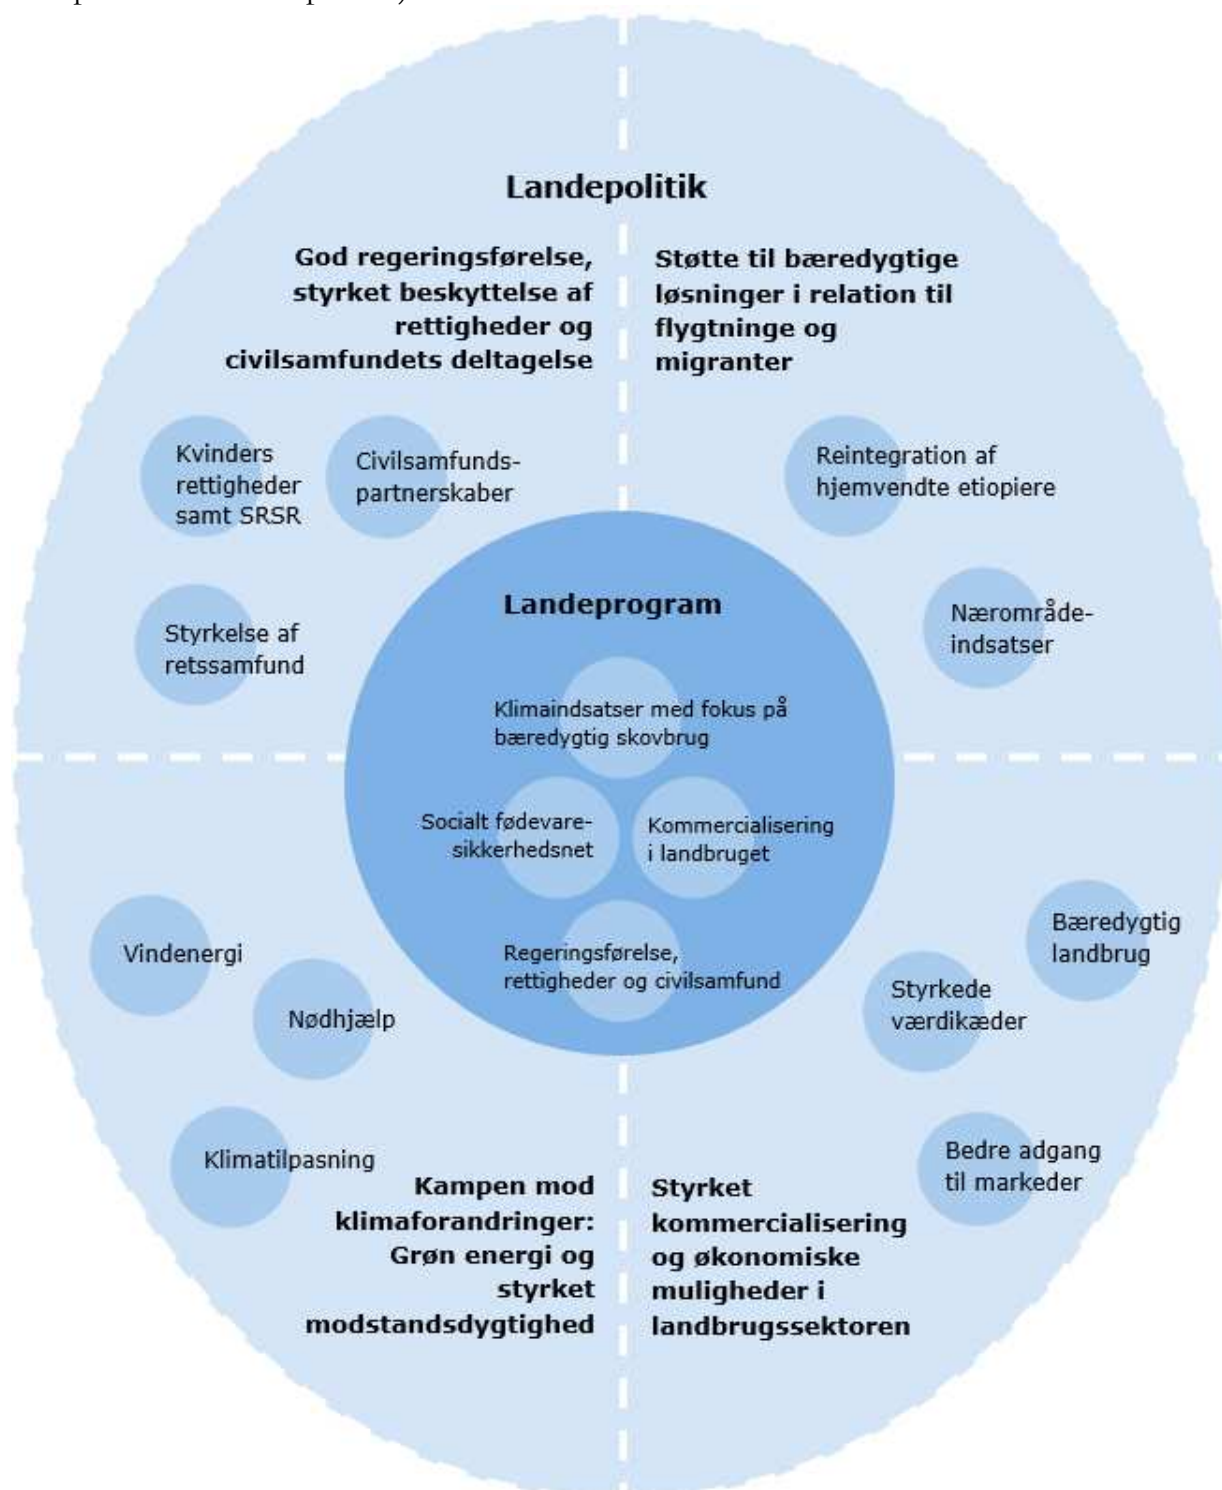 Landepolitik
God regeringsførelse,
styrket beskyttelse af
rettigheder og
civilsamfundets deltagelse
Støtte til bæredygtige
løsninger i relation til
flygtninge og
migranter
Kvinders
rettigheder
samt SRSR
Civilsamfunds-
partnerskaber
Reintegration af
hjemvendte etiopiere
Styrkelse af
retssamfund
Nærområde-
indsatser
Landeprogram
Klimaindsatser med fokus på
bæredygtig skovbrug
Socialt fødevare-
sikkerhedsnet
Kommercialisering
i landbruget
Regeringsførelse,
rettigheder og civilsamfund
Vindenergi
Nødhjælp
Klimatilpasning
Bæredygtig
landbrug
Styrkede
værdikæder
Bedre adgang
til markeder
Kampen mod
klimaforandringer:
Grøn energi og
styrket
modstandsdygtighed
Styrket
kommercialisering
og økonomiske
muligheder i
landbrugssektoren